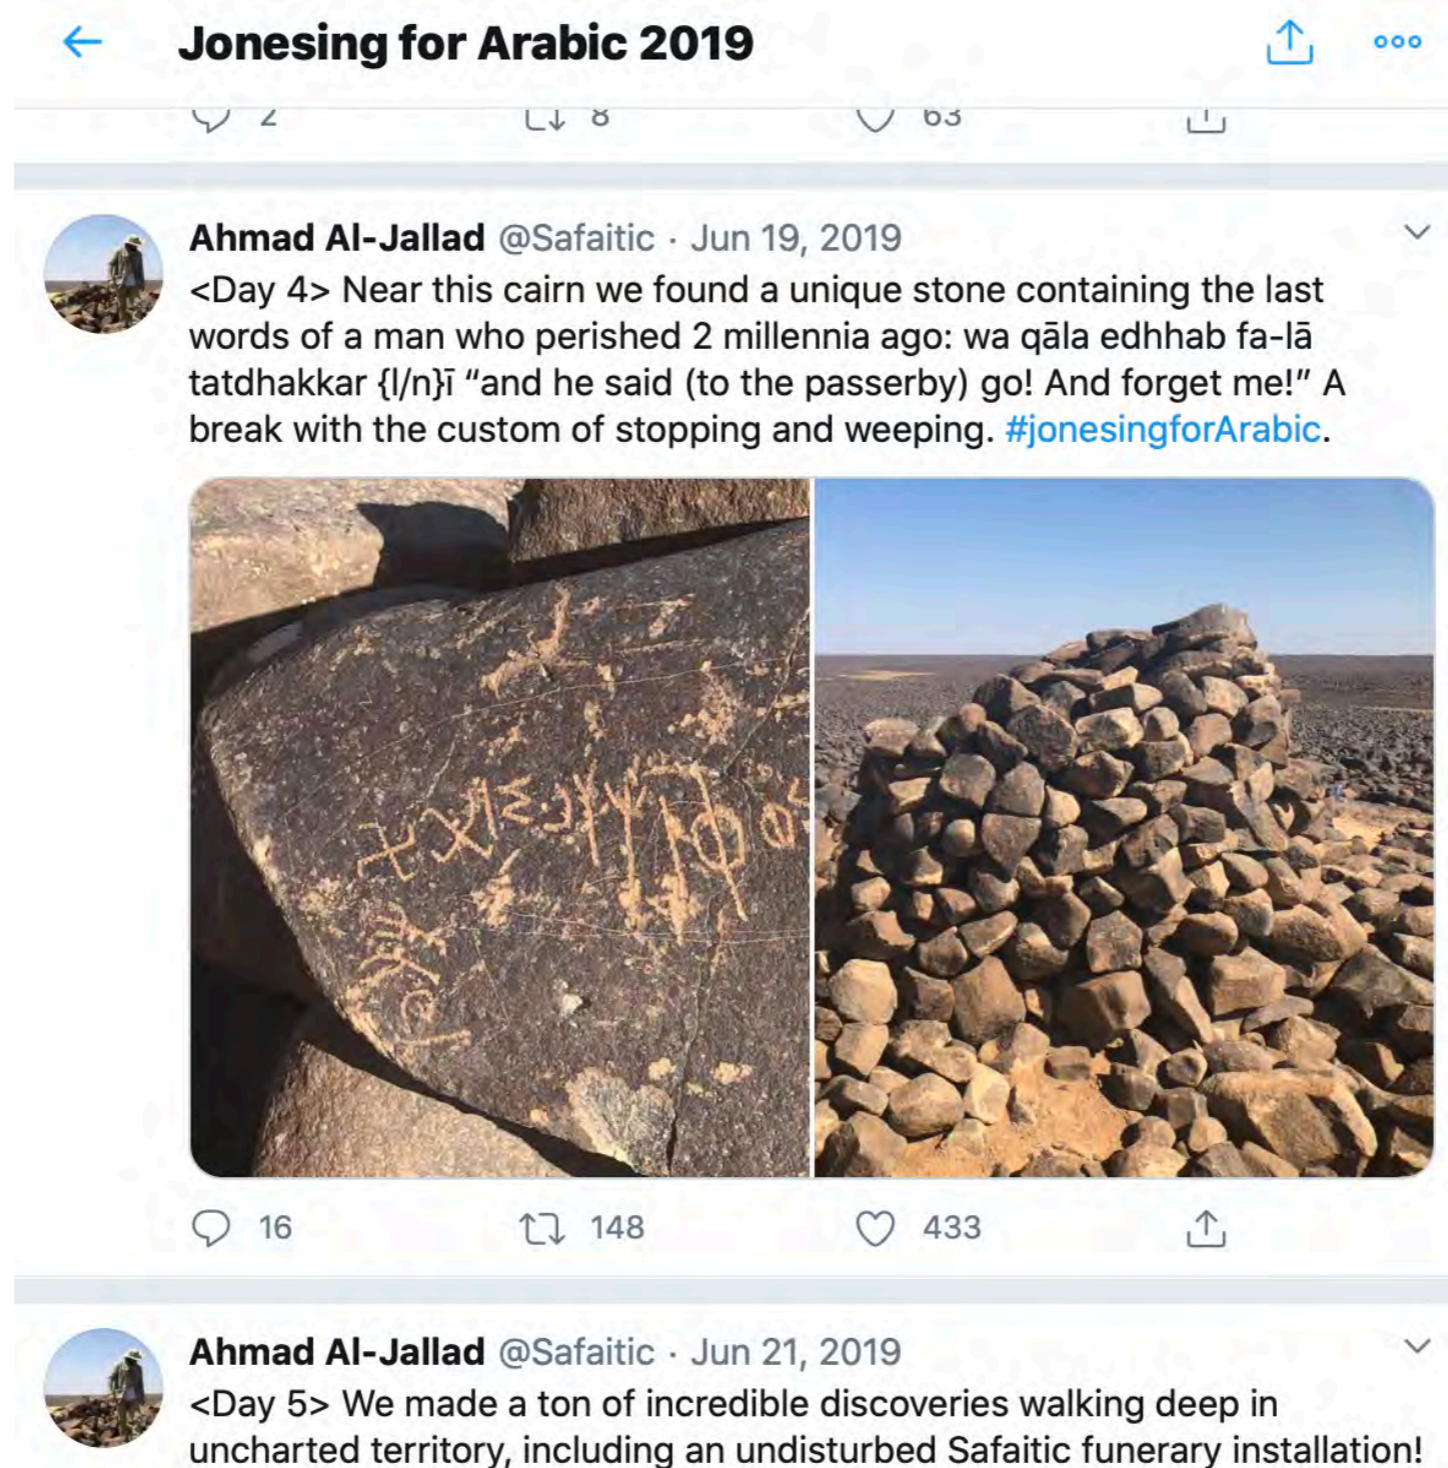 Jonesing for Arabic 2019
2 8 63
Ahmad Al-Jallad @Safaitic · Jun 19, 2019
<Day 4> Near this cairn we found a unique stone containing the last
words of a man who perished 2 millennia ago: wa qāla edhhab fa-lā
tatdhakkar {l/n}ī “and he said (to the passerby) go! And forget me!” A
break with the custom of stopping and weeping. #jonesingforArabic.
16 148 433
Ahmad Al-Jallad @Safaitic · Jun 21, 2019
<Day 5> We made a ton of incredible discoveries walking deep in
uncharted territory, including an undisturbed Safaitic funerary installation!